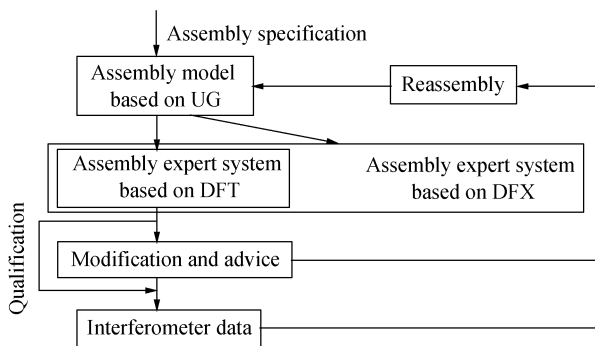 Assembly specification
Assembly model
based on UG
Reassembly
Assembly expert system
based on DFT
Assembly expert system
based on DFX
Qualification
Modification and advice
Interferometer data